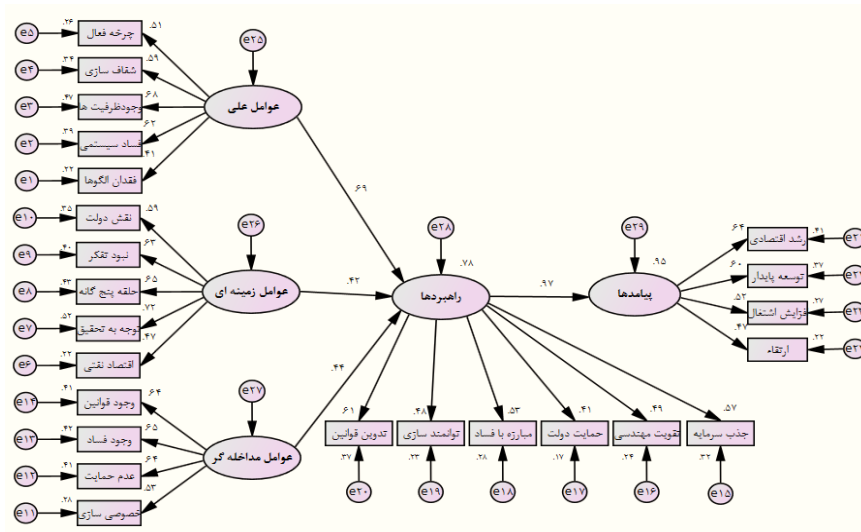 e۵ .۲۶ چرخه فعال .۵۱
e۴ .۳۴ شفاف سازی .۵۹
e۳ .۴۷ وجودظرفیت ها .۶۸
e۲ .۳۹ فساد سیستمی .۶۲
e۱ .۲۲ فقدان الگوها .۴۱
e۲۵
عوامل علی
.۶۹
e۱۰ .۳۵ نقش دولت .۵۹
e۹ .۴۰ نبود تفکر .۶۳
e۸ .۴۳ حلقه پنج گانه .۶۵
e۷ .۵۲ توجه به تحقیق .۷۲
e۶ .۲۲ اقتصاد نفتی .۴۷
e۲۶
عوامل زمینه ای
.۴۲
e۱۴ .۴۱ وجود قوانین .۶۴
e۱۳ .۴۲ وجود فساد .۶۵
e۱۲ .۴۱ عدم حمایت .۶۴
e۱۱ .۲۸ خصوصی سازی .۵۳
e۲۷
عوامل مداخله گر
.۴۴
e۲۸
.۷۸
راهبردها
.۹۷
e۲۹
.۹۵
پیامدها
.۶۴ رشد اقتصادی .۴۱
.۶۰ توسعه پایدار .۳۷
.۵۲ فزایش اشتغال .۲۷
.۴۷ ارتقاء .۲۲
.۶۱ .۴۸ .۵۳ .۴۱ .۴۹ .۵۷
تدوین قوانین توانمند سازی مبارزه با فساد حمایت دولت تقویت مهندسی جذب سرمایه
.۳۷ .۲۳ .۲۸ .۱۷ .۲۴ .۳۲
e۲۰ e۱۹ e۱۸ e۱۷ e۱۶ e۱۵